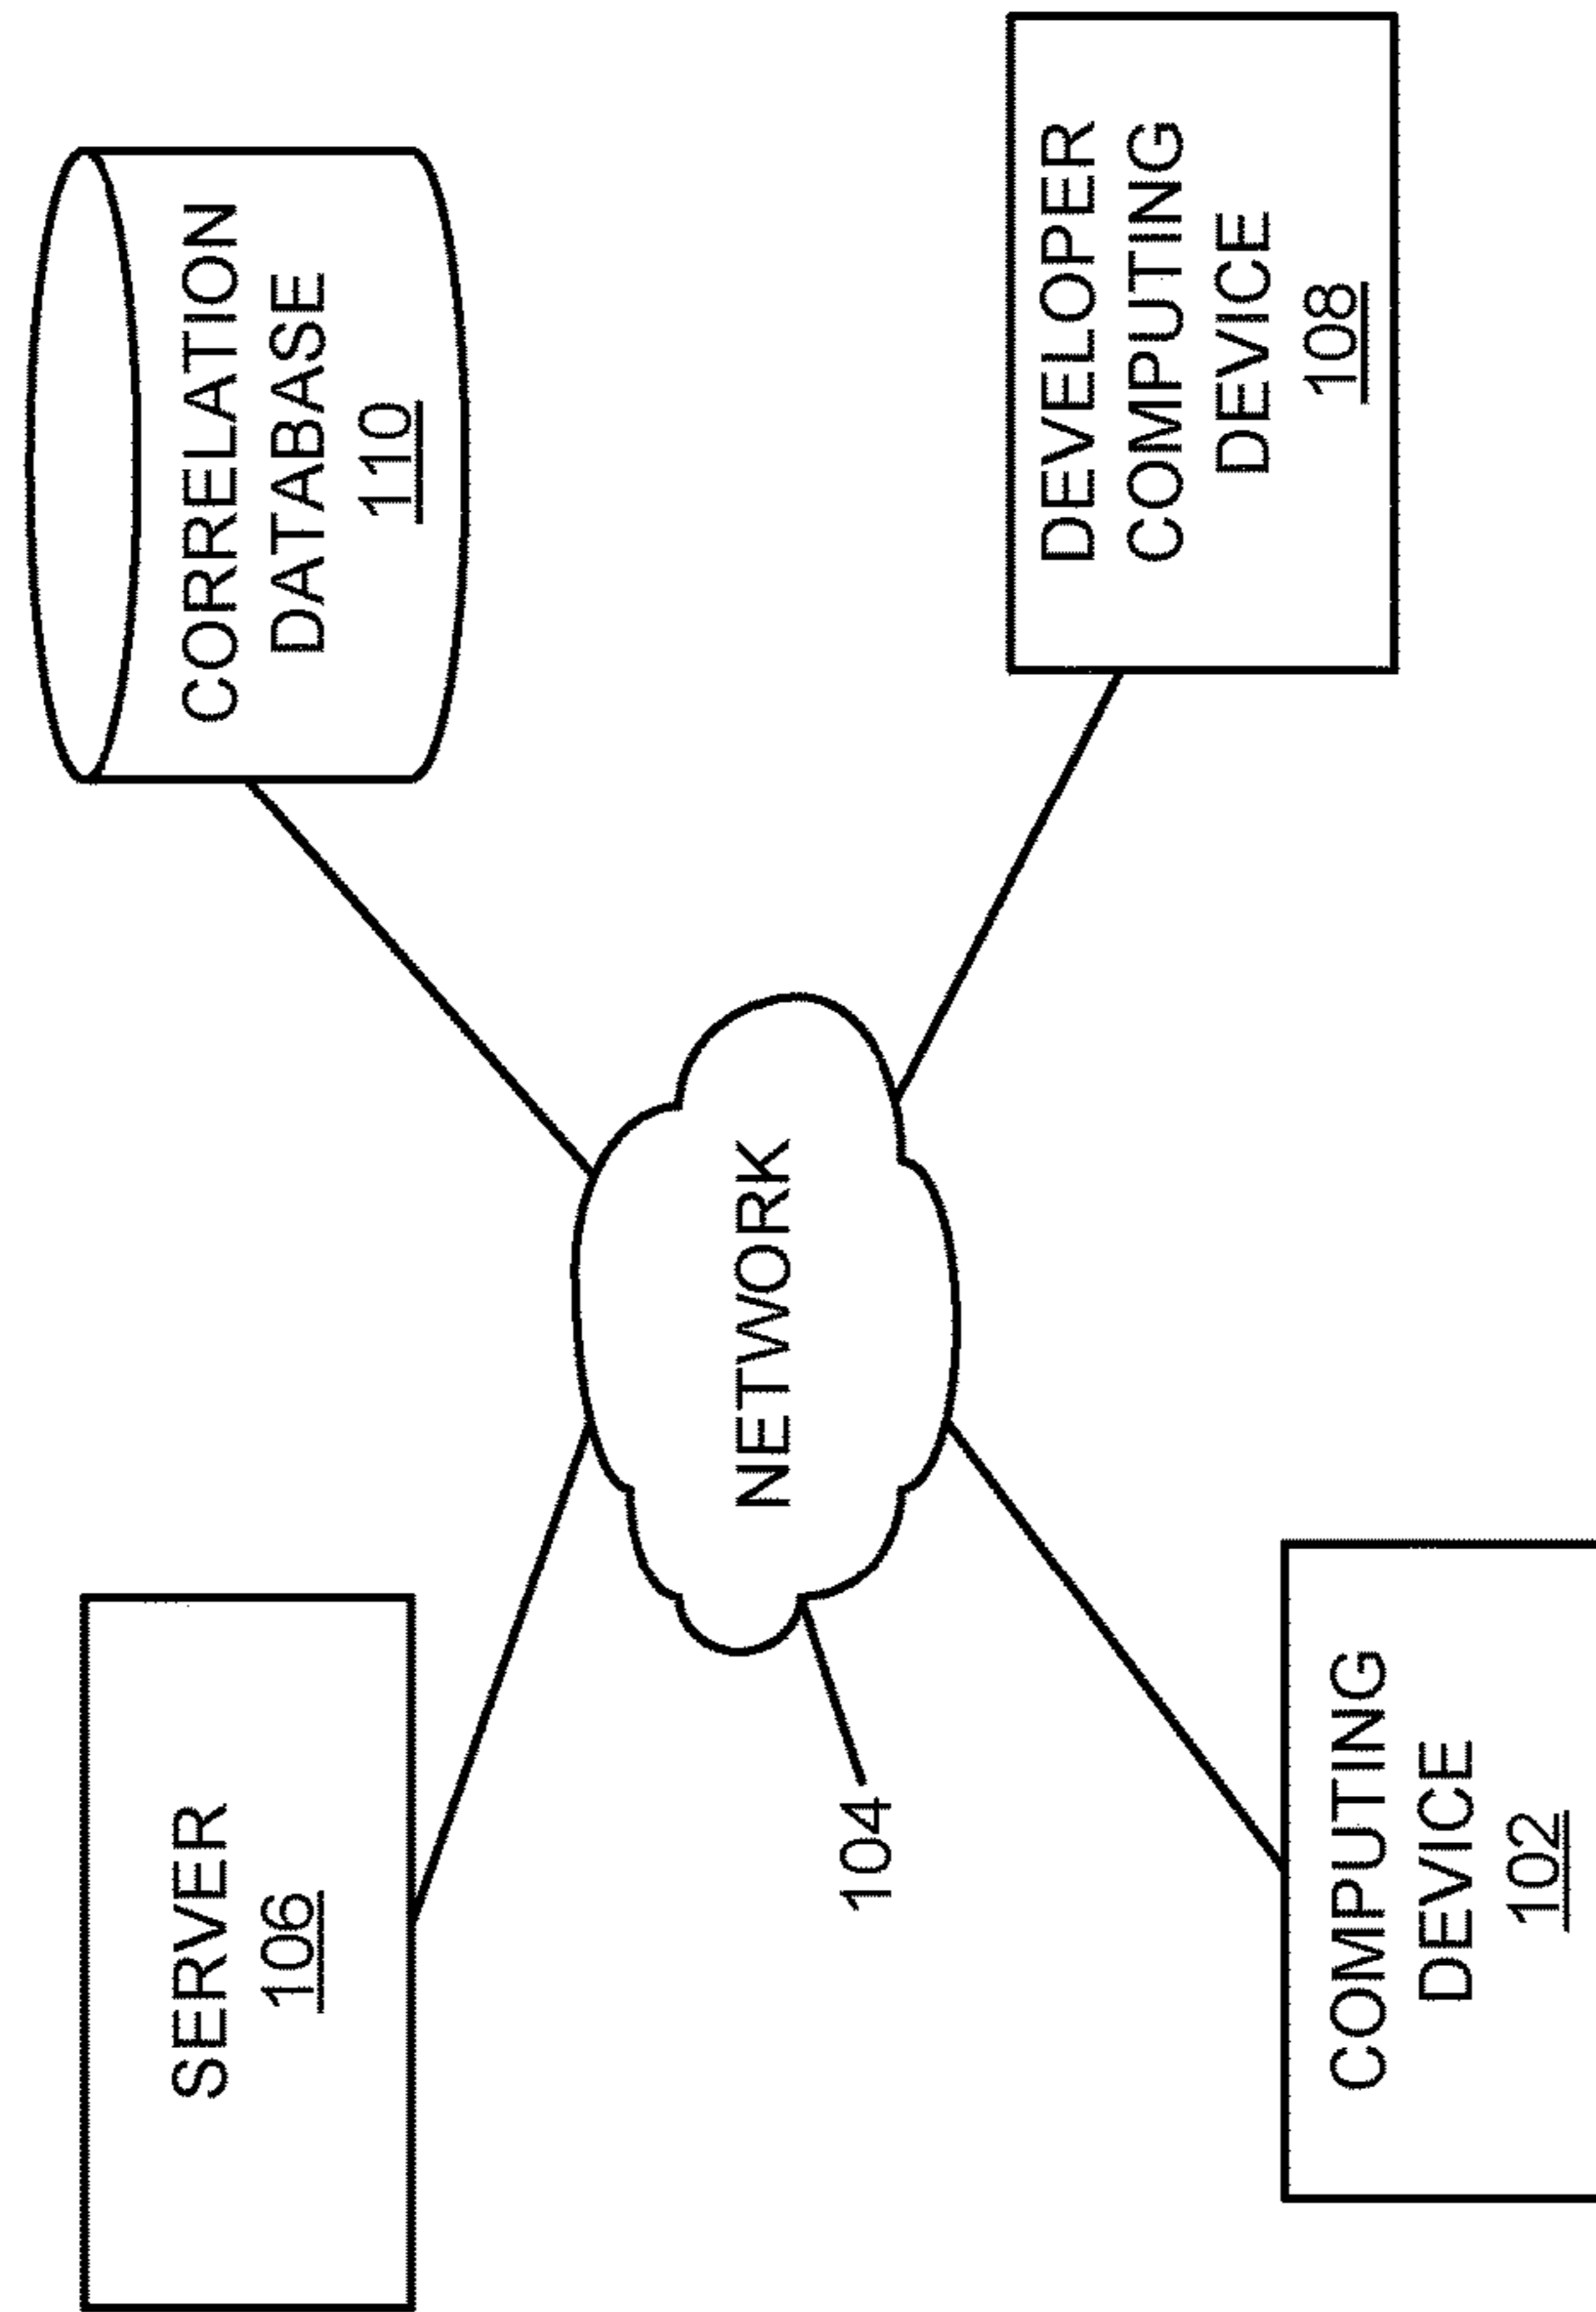 SERVER
106
CORRELATION
DATABASE
110
NETWORK
104
COMPUTING
DEVICE
102
DEVELOPER
COMPUTING
DEVICE
108